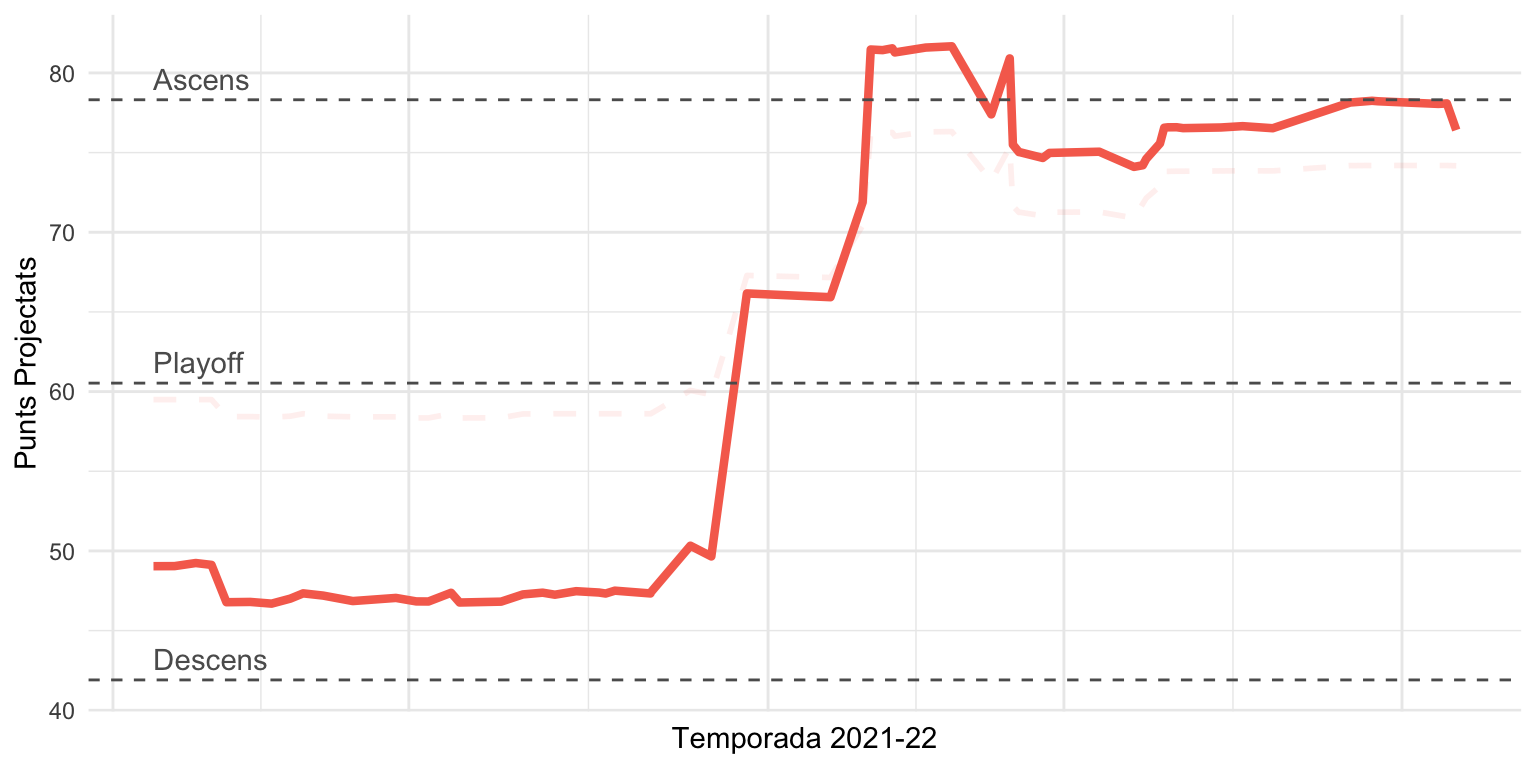 80
Ascens
70
Playoff
60
50
Descens
40
Punts Projectats
Temporada 2021-22